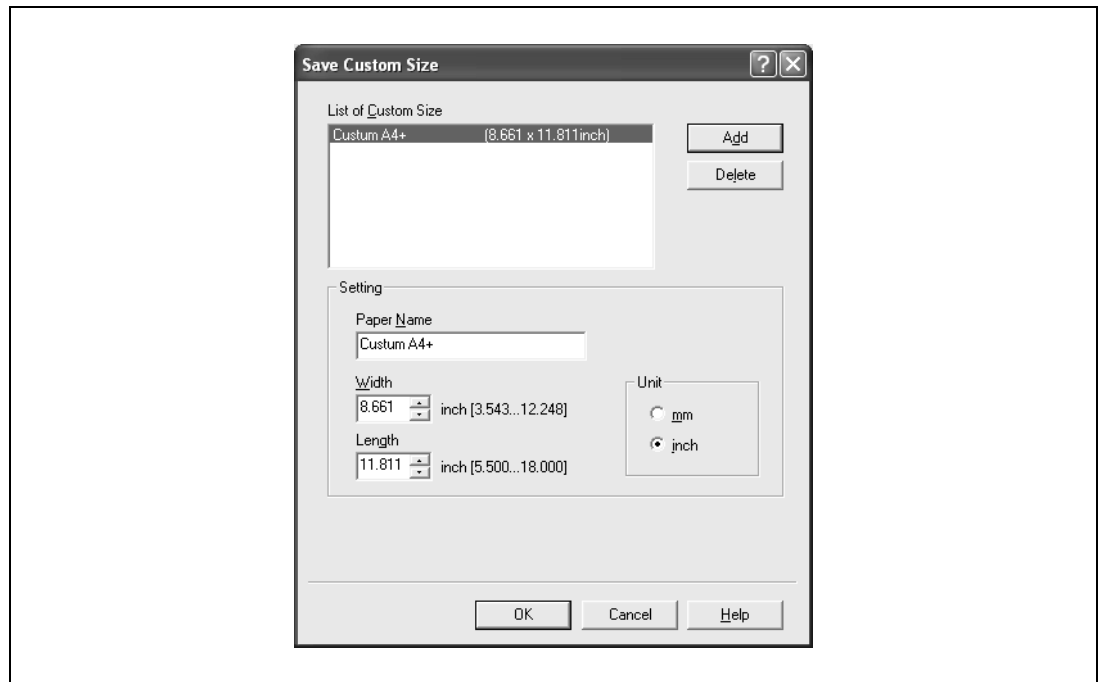 Save Custom Size
List of Custom Size
Custum A4+ (8.661 x 11.811inch)
Add
Delete
Setting
Paper Name
Custum A4+
Width
8.661 inch [3.543...12.248]
Length
11.811 inch [5.500...18.000]
Unit
mm
inch
OK Cancel Help